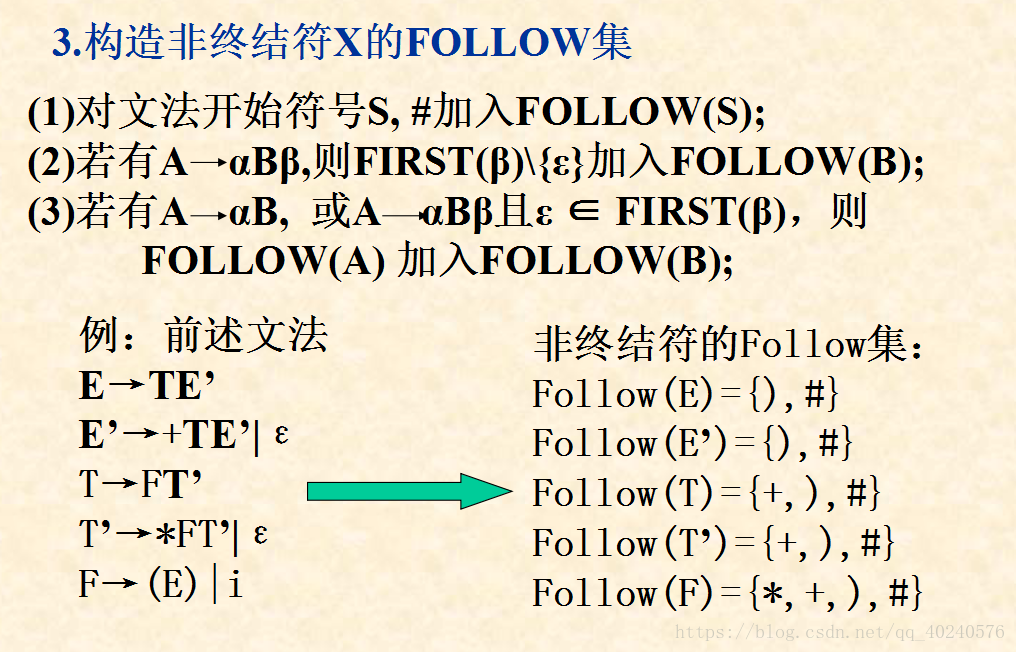 3.构造非终结符X的FOLLOW集
(1)对文法开始符号S, #加入FOLLOW(S);
(2)若有A→αBβ,则FIRST(β)\{ε}加入FOLLOW(B);
(3)若有A→αB, 或A→αBβ且ε ∈ FIRST(β)，则
FOLLOW(A) 加入FOLLOW(B);
例：前述文法
E→TE’
E’→+TE’| ε
T→FT’
T’→*FT’| ε
F→(E)|i
非终结符的Follow集：
Follow(E)={),#}
Follow(E’)={),#}
Follow(T)={+,),#}
Follow(T’)={+,),#}
Follow(F)={*,+,),#}
https://blog.csdn.net/qq_40240576